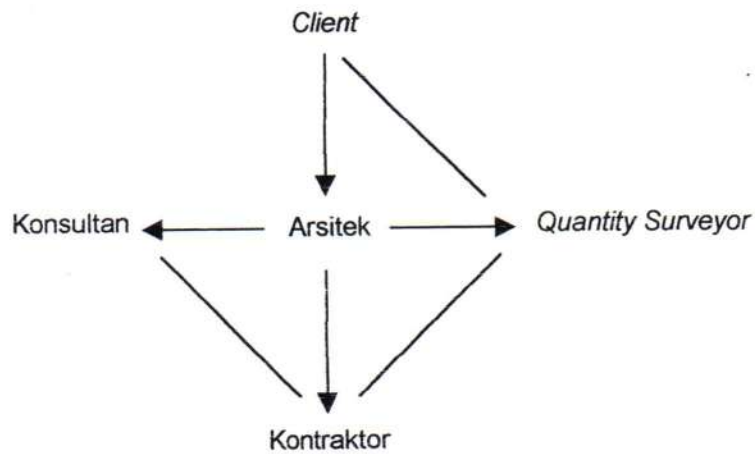 Client
Konsultan
Arsitek
Quantity Surveyor
Kontraktor